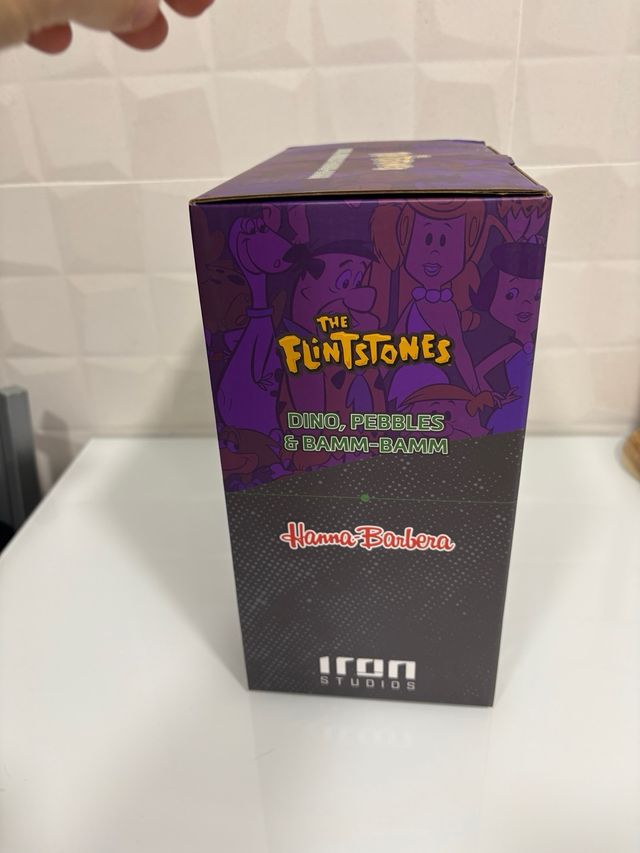 THE
FLINTSTONES
DINO, PEBBLES
& BAMM-BAMM
Hanna-Barbera
IRON
STUDIOS